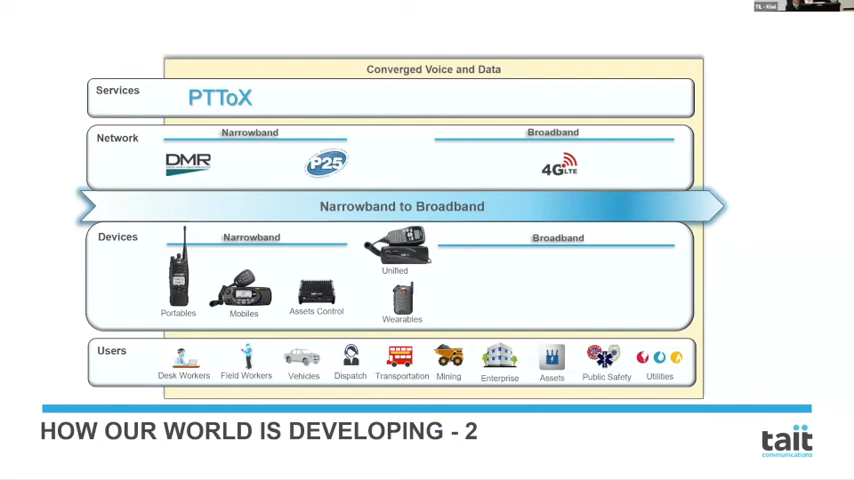 TIL - Kiwi
Converged Voice and Data
Services
PTToX
Network
Narrowband
Broadband
DMR
P25
4G LTE
Narrowband to Broadband
Devices
Narrowband
Broadband
Unified
Portables
Mobiles
Assets Control
Wearables
Users
Desk Workers
Field Workers
Vehicles
Dispatch
Transportation
Mining
Enterprise
Assets
Public Safety
Utilities
HOW OUR WORLD IS DEVELOPING - 2
tait
communications